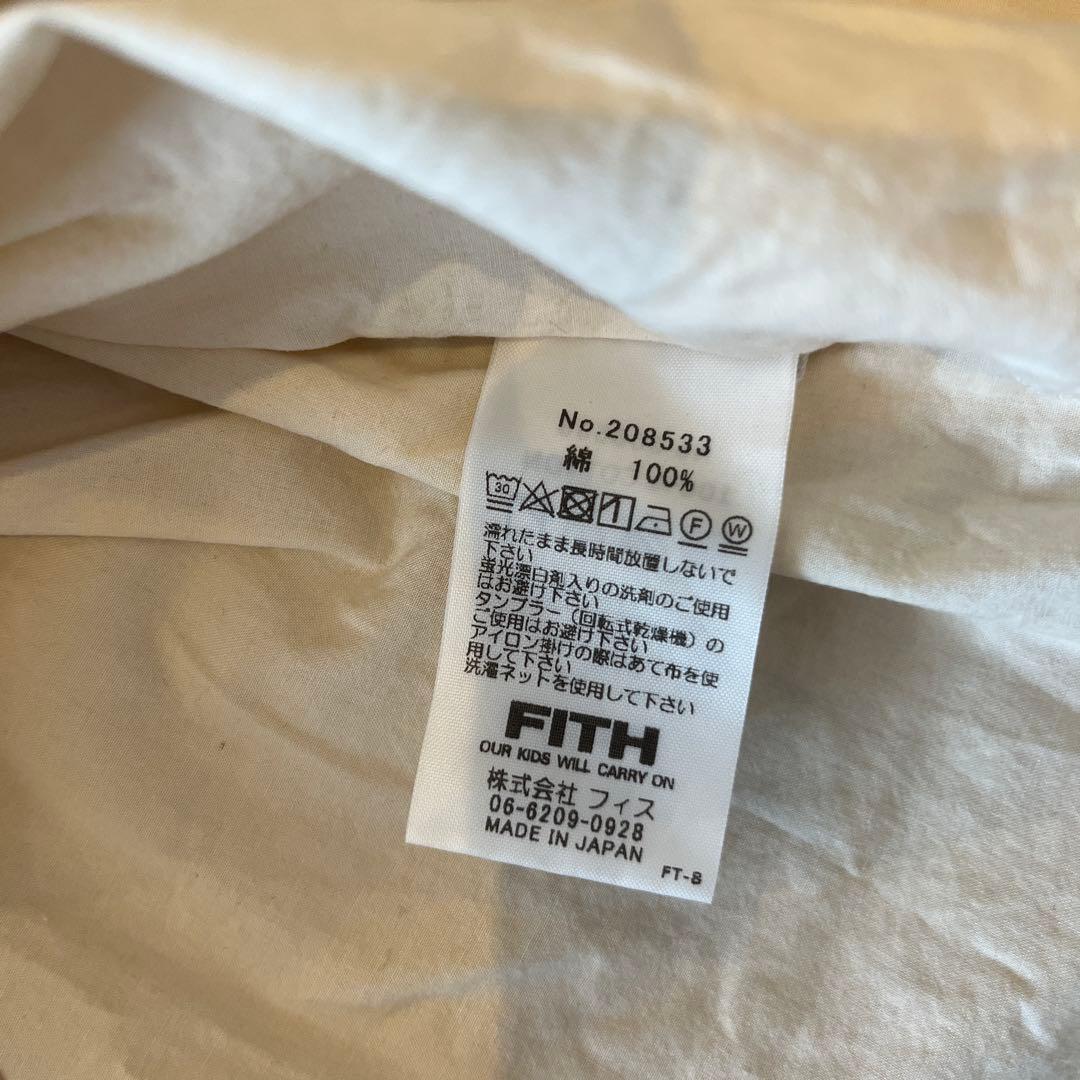 No.208533
綿 100%
30
F W
濡れたまま長時間放置しないで
下さい
蛍光漂白剤入りの洗剤のご使用
はお避け下さい
タンブラー（回転式乾燥機）の
ご使用はお避け下さい
アイロン掛けの際はあて布を使
用して下さい
洗濯ネットを使用して下さい
FITH
OUR KIDS WILL CARRY ON
株式会社 フィス
06-6209-0928
MADE IN JAPAN
FT-8